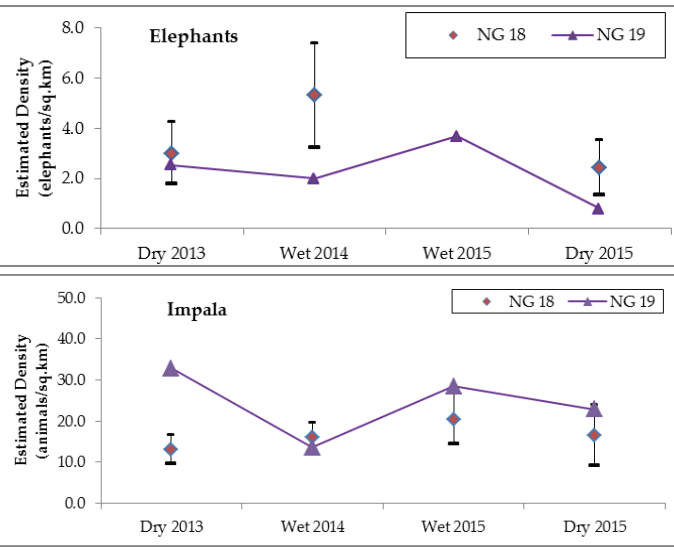 Elephants
NG 18 NG 19
Estimated Density
(elephants/sq.km)
8.0
6.0
4.0
2.0
0.0
Dry 2013 Wet 2014 Wet 2015 Dry 2015
Impala
NG 18 NG 19
Estimated Density
(animals/sq.km)
50.0
40.0
30.0
20.0
10.0
0.0
Dry 2013 Wet 2014 Wet 2015 Dry 2015